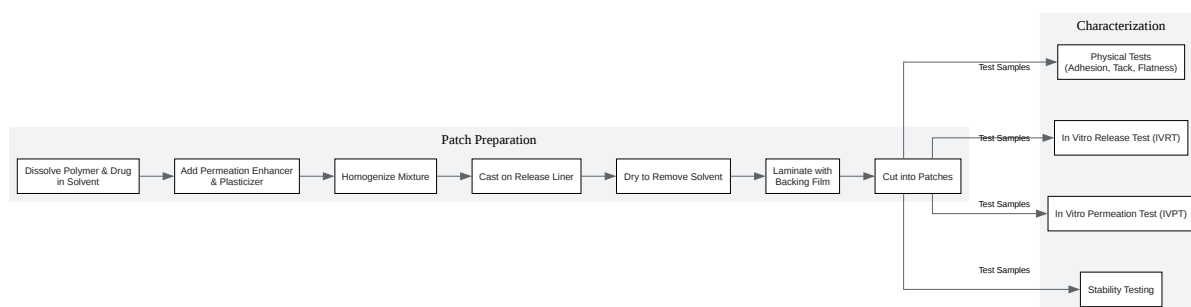 Characterization
Physical Tests
(Adhesion, Tack, Flatness)
Test Samples
Patch Preparation
Test Samples
In Vitro Release Test (IVRT)
Dissolve Polymer & Drug
in Solvent
Add Permeation Enhancer
& Plasticizer
Homogenize Mixture
Cast on Release Liner
Dry to Remove Solvent
Laminate with
Backing Film
Cut into Patches
Test Samples
In Vitro Permeation Test (IVPT)
Test Samples
Stability Testing